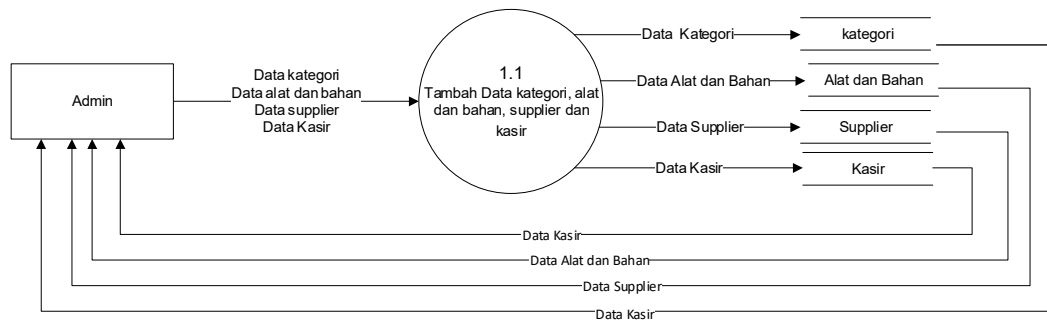 Admin
Data kategori
Data alat dan bahan
Data supplier
Data Kasir
1.1
Tambah Data kategori, alat
dan bahan, supplier dan
kasir
Data Kategori
kategori
Data Alat dan Bahan
Alat dan Bahan
Data Supplier
Supplier
Data Kasir
Kasir
Data Kasir
Data Alat dan Bahan
Data Supplier
Data Kasir